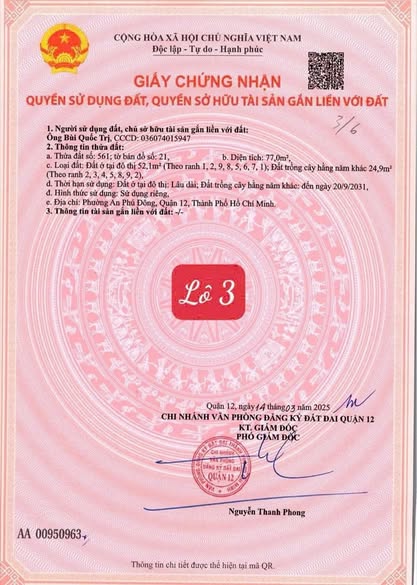 CỘNG HÒA XÃ HỘI CHỦ NGHĨA VIỆT NAM
Độc lập - Tự do - Hạnh phúc
GIẤY CHỨNG NHẬN
QUYỀN SỬ DỤNG ĐẤT, QUYỀN SỞ HỮU TÀI SẢN GẮN LIỀN VỚI ĐẤT
3/6
1. Người sử dụng đất, chủ sở hữu tài sản gắn liền với đất:
Ông Bùi Quốc Trị, CCCD: 036074015947
2. Thông tin thửa đất:
a. Thửa đất số: 561; tờ bản đồ số: 21, b. Diện tích: 77,0m²,
c. Loại đất: Đất ở tại đô thị 52.1m² (Theo ranh 1, 2, 9, 8, 5, 6, 7, 1); Đất trồng cây hằng năm khác 24,9m²
(Theo ranh 2, 3, 4, 5, 8, 9, 2),
d. Thời hạn sử dụng: Đất ở tại đô thị: Lâu dài; Đất trồng cây hằng năm khác: đến ngày 20/9/2031,
đ. Hình thức sử dụng: Sử dụng riêng,
e. Địa chỉ: Phường An Phú Đông, Quận 12, Thành Phố Hồ Chí Minh.
3. Thông tin tài sản gắn liền với đất: -/-
Lô 3
Quận 12, ngày 14 tháng 03 năm 2025
CHI NHÁNH VĂN PHÒNG ĐĂNG KÝ ĐẤT ĐAI QUẬN 12
KT. GIÁM ĐỐC
PHÓ GIÁM ĐỐC
CHI NHÁNH
VĂN PHÒNG
ĐĂNG KÝ ĐẤT ĐAI
QUẬN 12
Nguyễn Thanh Phong
AA 00950963
Thông tin chi tiết được thể hiện tại mã QR.